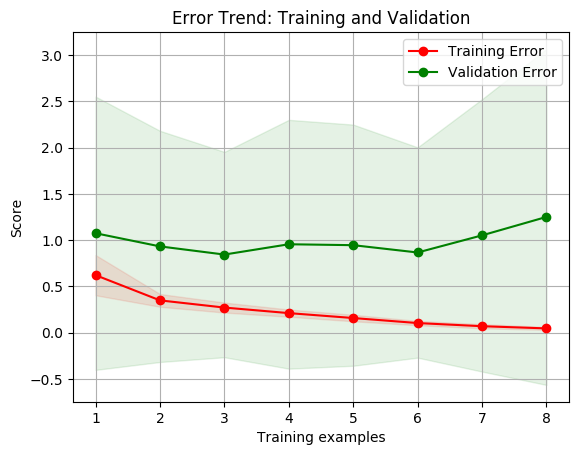 Error Trend: Training and Validation
Training Error
Validation Error
3.0
2.5
2.0
1.5
1.0
0.5
0.0
−0.5
Score
1 2 3 4 5 6 7 8
Training examples